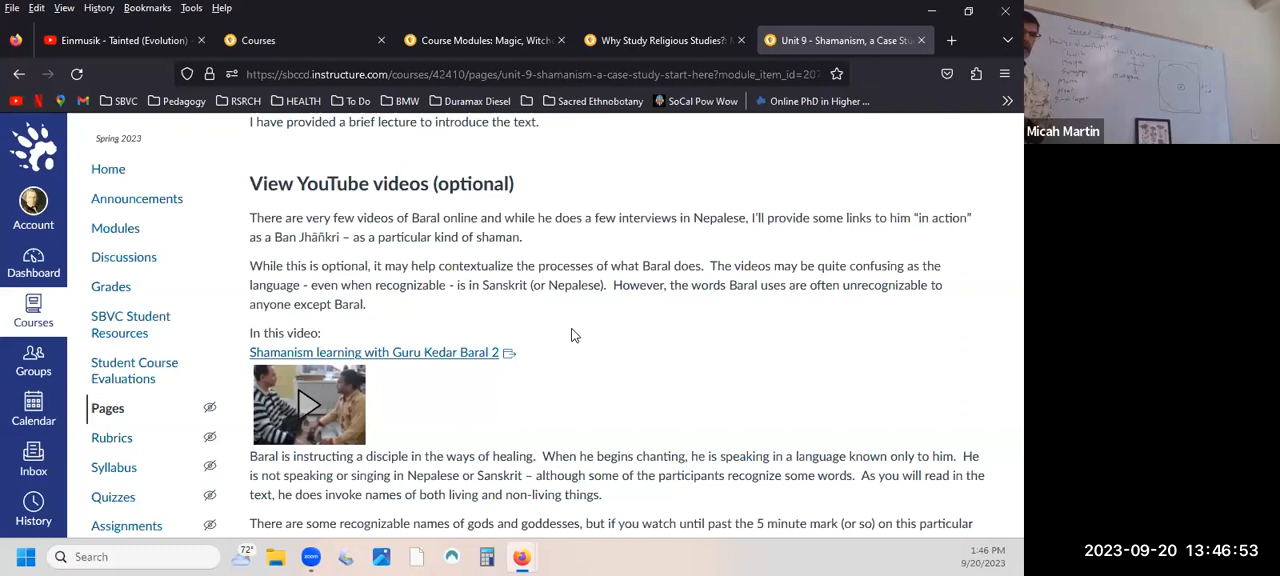 File Edit View History Bookmarks Tools Help
Einmusik - Tainted (Evolution)
Courses
Course Modules: Magic, Witch
Why Study Religious Studies?: M
Unit 9 - Shamanism, a Case Stu
https://sbccd.instructure.com/courses/42410/pages/unit-9-shamanism-a-case-study-start-here?module_item_id=207
SBVC Pedagogy RSRCH HEALTH To Do BMW Duramax Diesel Sacred Ethnobotany SoCal Pow Wow Online PhD in Higher ...
Account
Dashboard
Courses
Groups
Calendar
Inbox
History
Spring 2023
Home
Announcements
Modules
Discussions
Grades
SBVC Student
Resources
Student Course
Evaluations
Pages
Rubrics
Syllabus
Quizzes
Assignments
I have provided a brief lecture to introduce the text.
View YouTube videos (optional)
There are very few videos of Baral online and while he does a few interviews in Nepalese, I'll provide some links to him “in action”
as a Ban Jhāñkri – as a particular kind of shaman.
While this is optional, it may help contextualize the processes of what Baral does. The videos may be quite confusing as the
language - even when recognizable - is in Sanskrit (or Nepalese). However, the words Baral uses are often unrecognizable to
anyone except Baral.
In this video:
Shamanism learning with Guru Kedar Baral 2
Baral is instructing a disciple in the ways of healing. When he begins chanting, he is speaking in a language known only to him. He
is not speaking or singing in Nepalese or Sanskrit – although some of the participants recognize some words. As you will read in the
text, he does invoke names of both living and non-living things.
There are some recognizable names of gods and goddesses, but if you watch until past the 5 minute mark (or so) on this particular
Micah Martin
Search
72°
zoom
1:46 PM
9/20/2023
2023-09-20 13:46:53